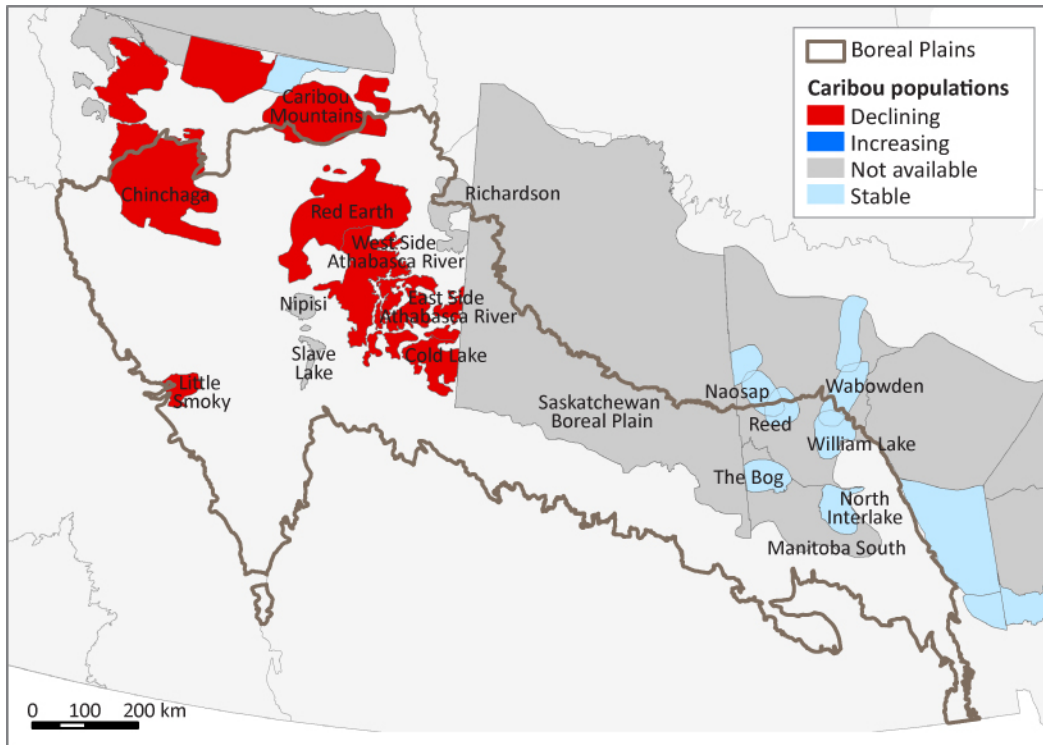 Boreal Plains
Caribou populations
Declining
Increasing
Not available
Stable
Caribou
Mountains
Chinchaga
Richardson
Red Earth
West Side
Athabasca River
Nipisi
East Side
Athabasca River
Slave
Lake
Cold Lake
Little
Smoky
Naosap
Wabowden
Saskatchewan
Boreal Plain
Reed
William Lake
The Bog
North
Interlake
Manitoba South
0 100 200 km